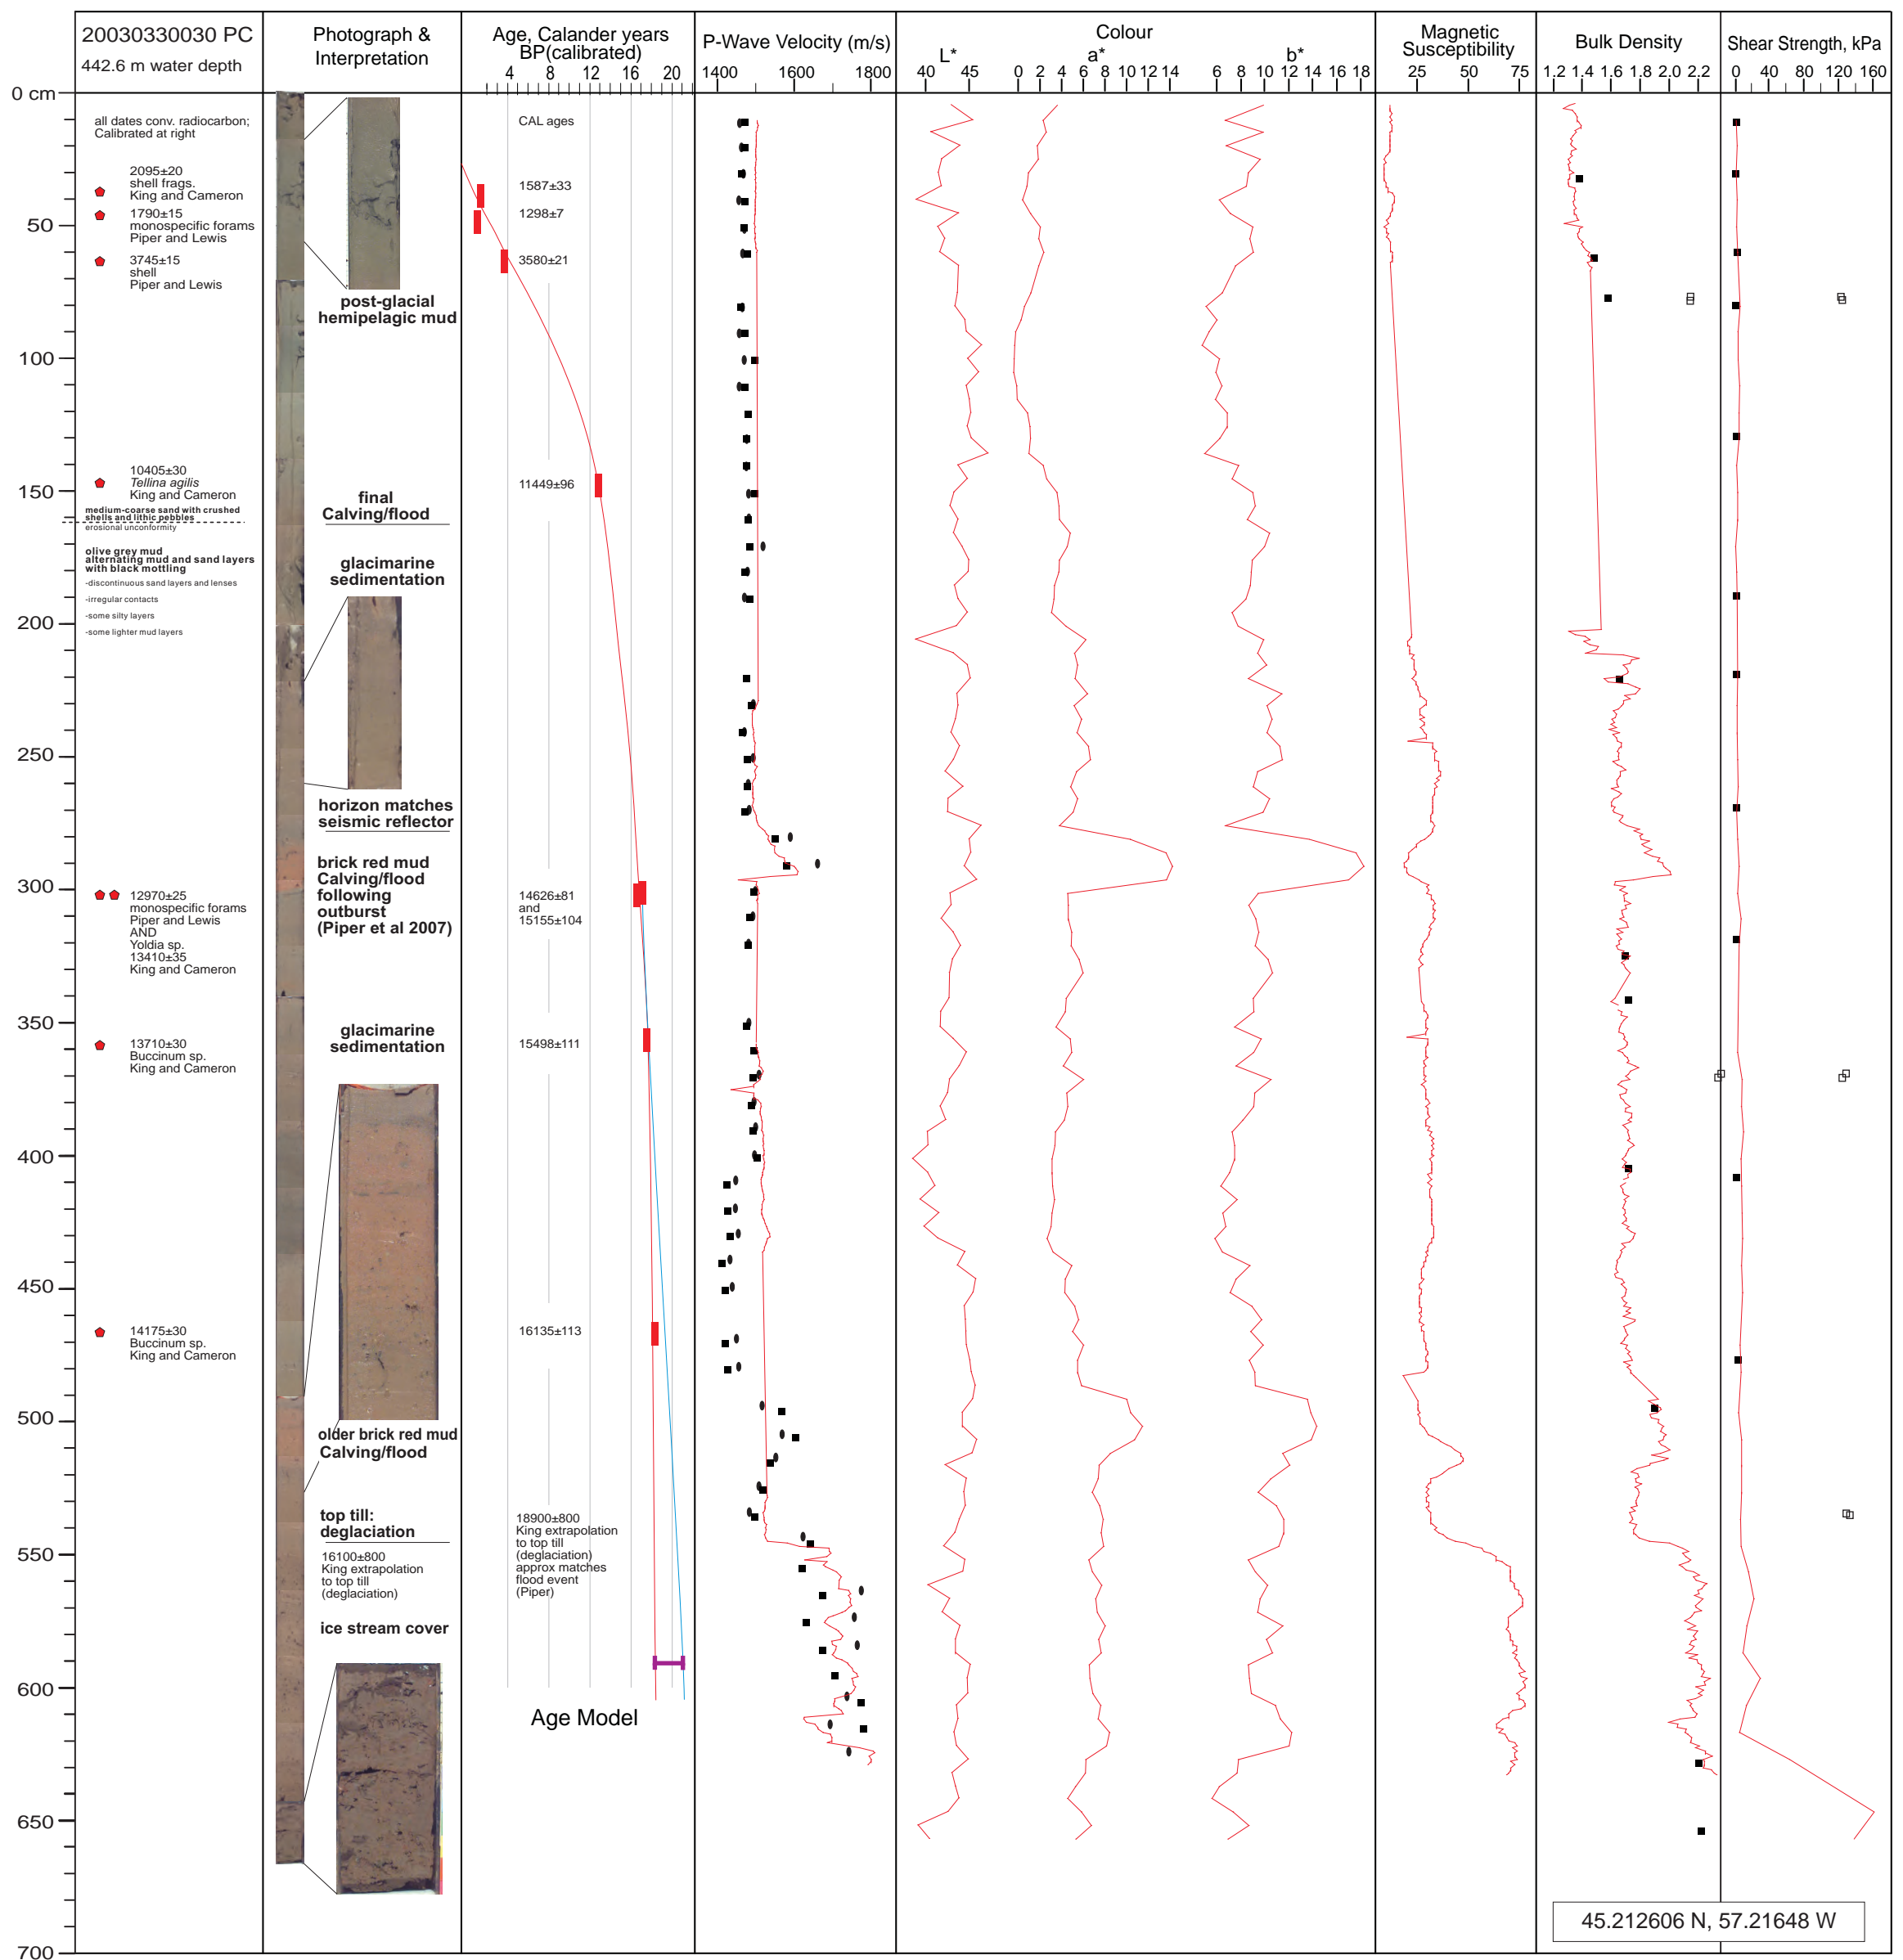 20030330030 PC
442.6 m water depth
Photograph &
Interpretation
Age, Calander years
BP(calibrated)
4 8 12 16 20
P-Wave Velocity (m/s)
1400 1600 1800
Colour
L*
40 45
a*
0 2 4 6 8 10 12 14
b*
6 8 10 12 14 16 18
Magnetic
Susceptibility
25 50 75
Bulk Density
1.2 1.4 1.6 1.8 2.0 2.2
Shear Strength, kPa
0 40 80 120 160
0 cm
50
100
150
200
250
300
350
400
450
500
550
600
650
700
all dates conv. radiocarbon;
Calibrated at right
2095±20
shell frags.
King and Cameron
1790±15
monospecific forams
Piper and Lewis
3745±15
shell
Piper and Lewis
10405±30
Tellina agilis
King and Cameron
medium-coarse sand with crushed
shells and lithic pebbles
erosional unconformity
olive grey mud
alternating mud and sand layers
with black mottling
-discontinuous sand layers and lenses
-irregular contacts
-some silty layers
-some lighter mud layers
12970±25
monospecific forams
Piper and Lewis
AND
Yoldia sp.
13410±35
King and Cameron
13710±30
Buccinum sp.
King and Cameron
14175±30
Buccinum sp.
King and Cameron
post-glacial
hemipelagic mud
final
Calving/flood
glacimarine
sedimentation
horizon matches
seismic reflector
brick red mud
Calving/flood
following
outburst
(Piper et al 2007)
glacimarine
sedimentation
older brick red mud
Calving/flood
top till:
deglaciation
16100±800
King extrapolation
to top till
(deglaciation)
ice stream cover
CAL ages
1587±33
1298±7
3580±21
11449±96
14626±81
and
15155±104
15498±111
16135±113
18900±800
King extrapolation
to top till
(deglaciation)
approx matches
flood event
(Piper)
Age Model
45.212606 N, 57.21648 W